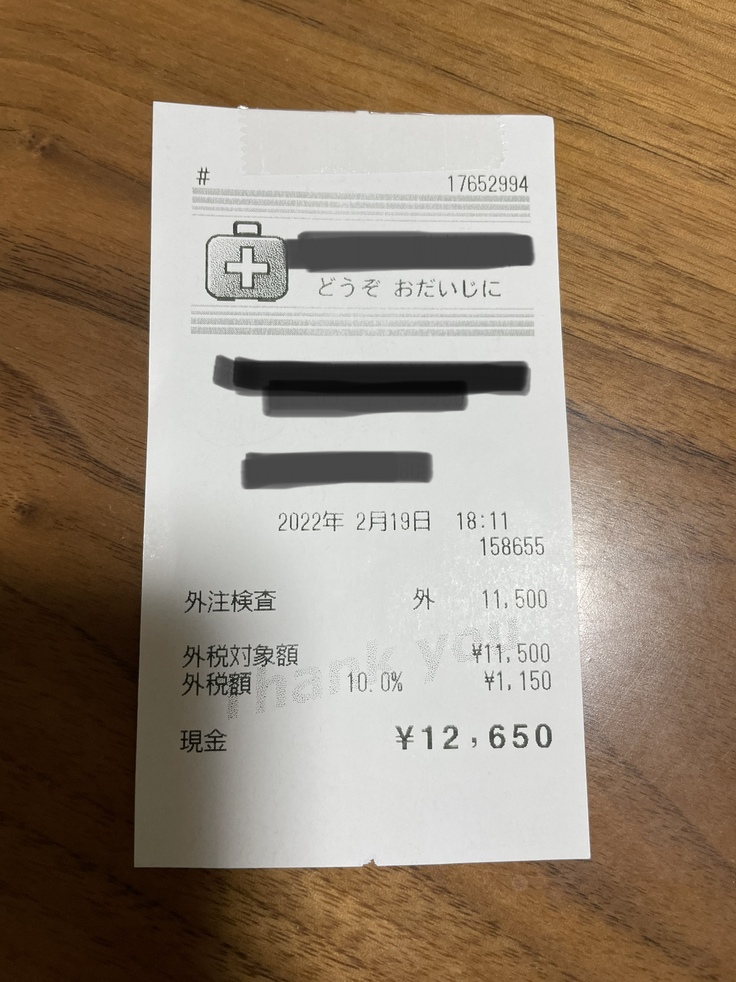 # 17652994
どうぞ おだいじに
2022年 2月19日 18:11
158655
外注検査 外 11,500
外税対象額 ¥11,500
外税額 10.0% ¥1,150
現金 ¥12,650
Thank you